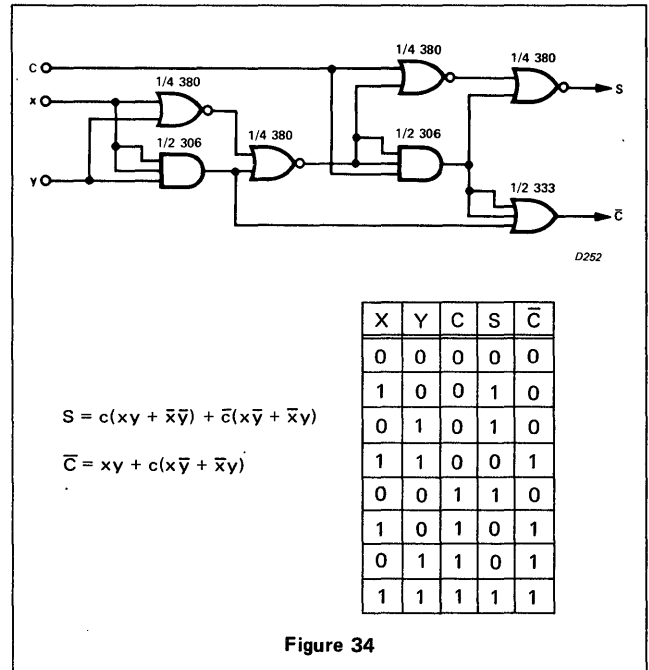 1/4 380
1/4 380
C
1/4 380
S
x
1/4 380
1/2 306
1/2 306
y
1/2 333
C̄
D252
X Y C S C̄
0 0 0 0 0
1 0 0 1 0
0 1 0 1 0
1 1 0 0 1
0 0 1 1 0
1 0 1 0 1
0 1 1 0 1
1 1 1 1 1
S = c(xy + x̄ȳ) + c̄(xȳ + x̄y)
C̄ = xy + c(xȳ + x̄y)
Figure 34